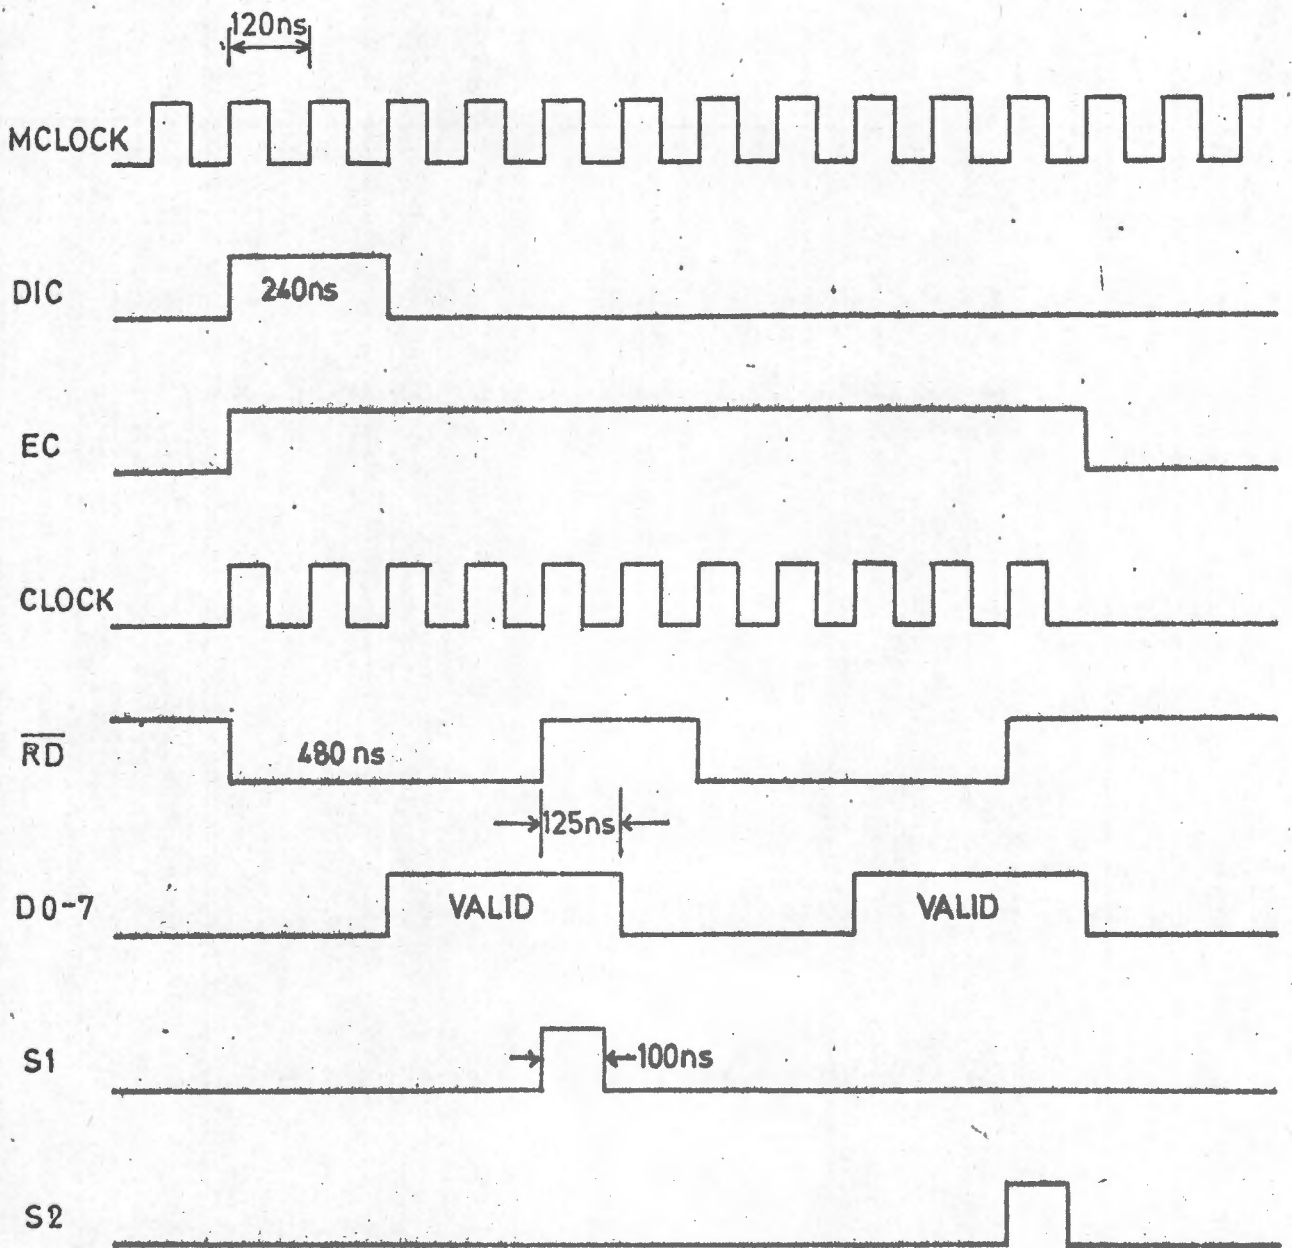 120ns
MCLOCK
DIC
240ns
EC
CLOCK
RD
480 ns
125ns
D0-7
VALID
VALID
S1
100ns
S2